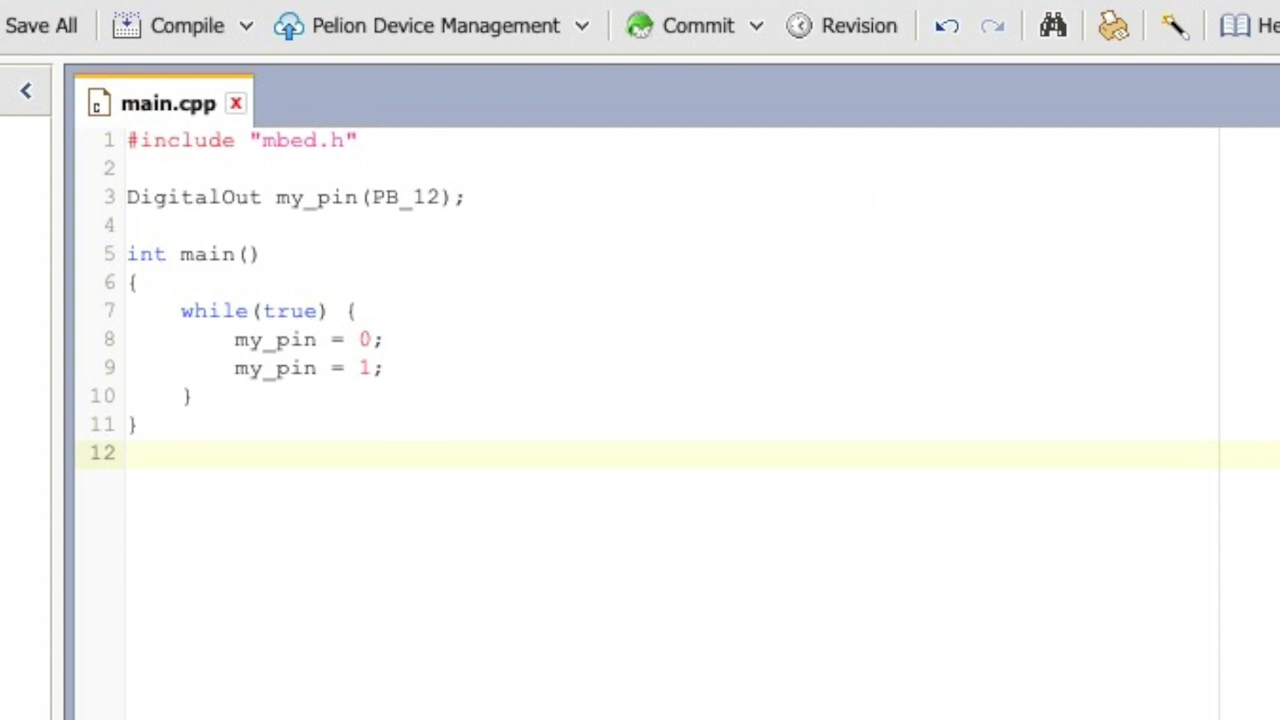 Save All Compile Pelion Device Management Commit Revision
main.cpp x
1 #include "mbed.h"
2
3 DigitalOut my_pin(PB_12);
4
5 int main()
6 {
7     while(true) {
8         my_pin = 0;
9         my_pin = 1;
10     }
11 }
12